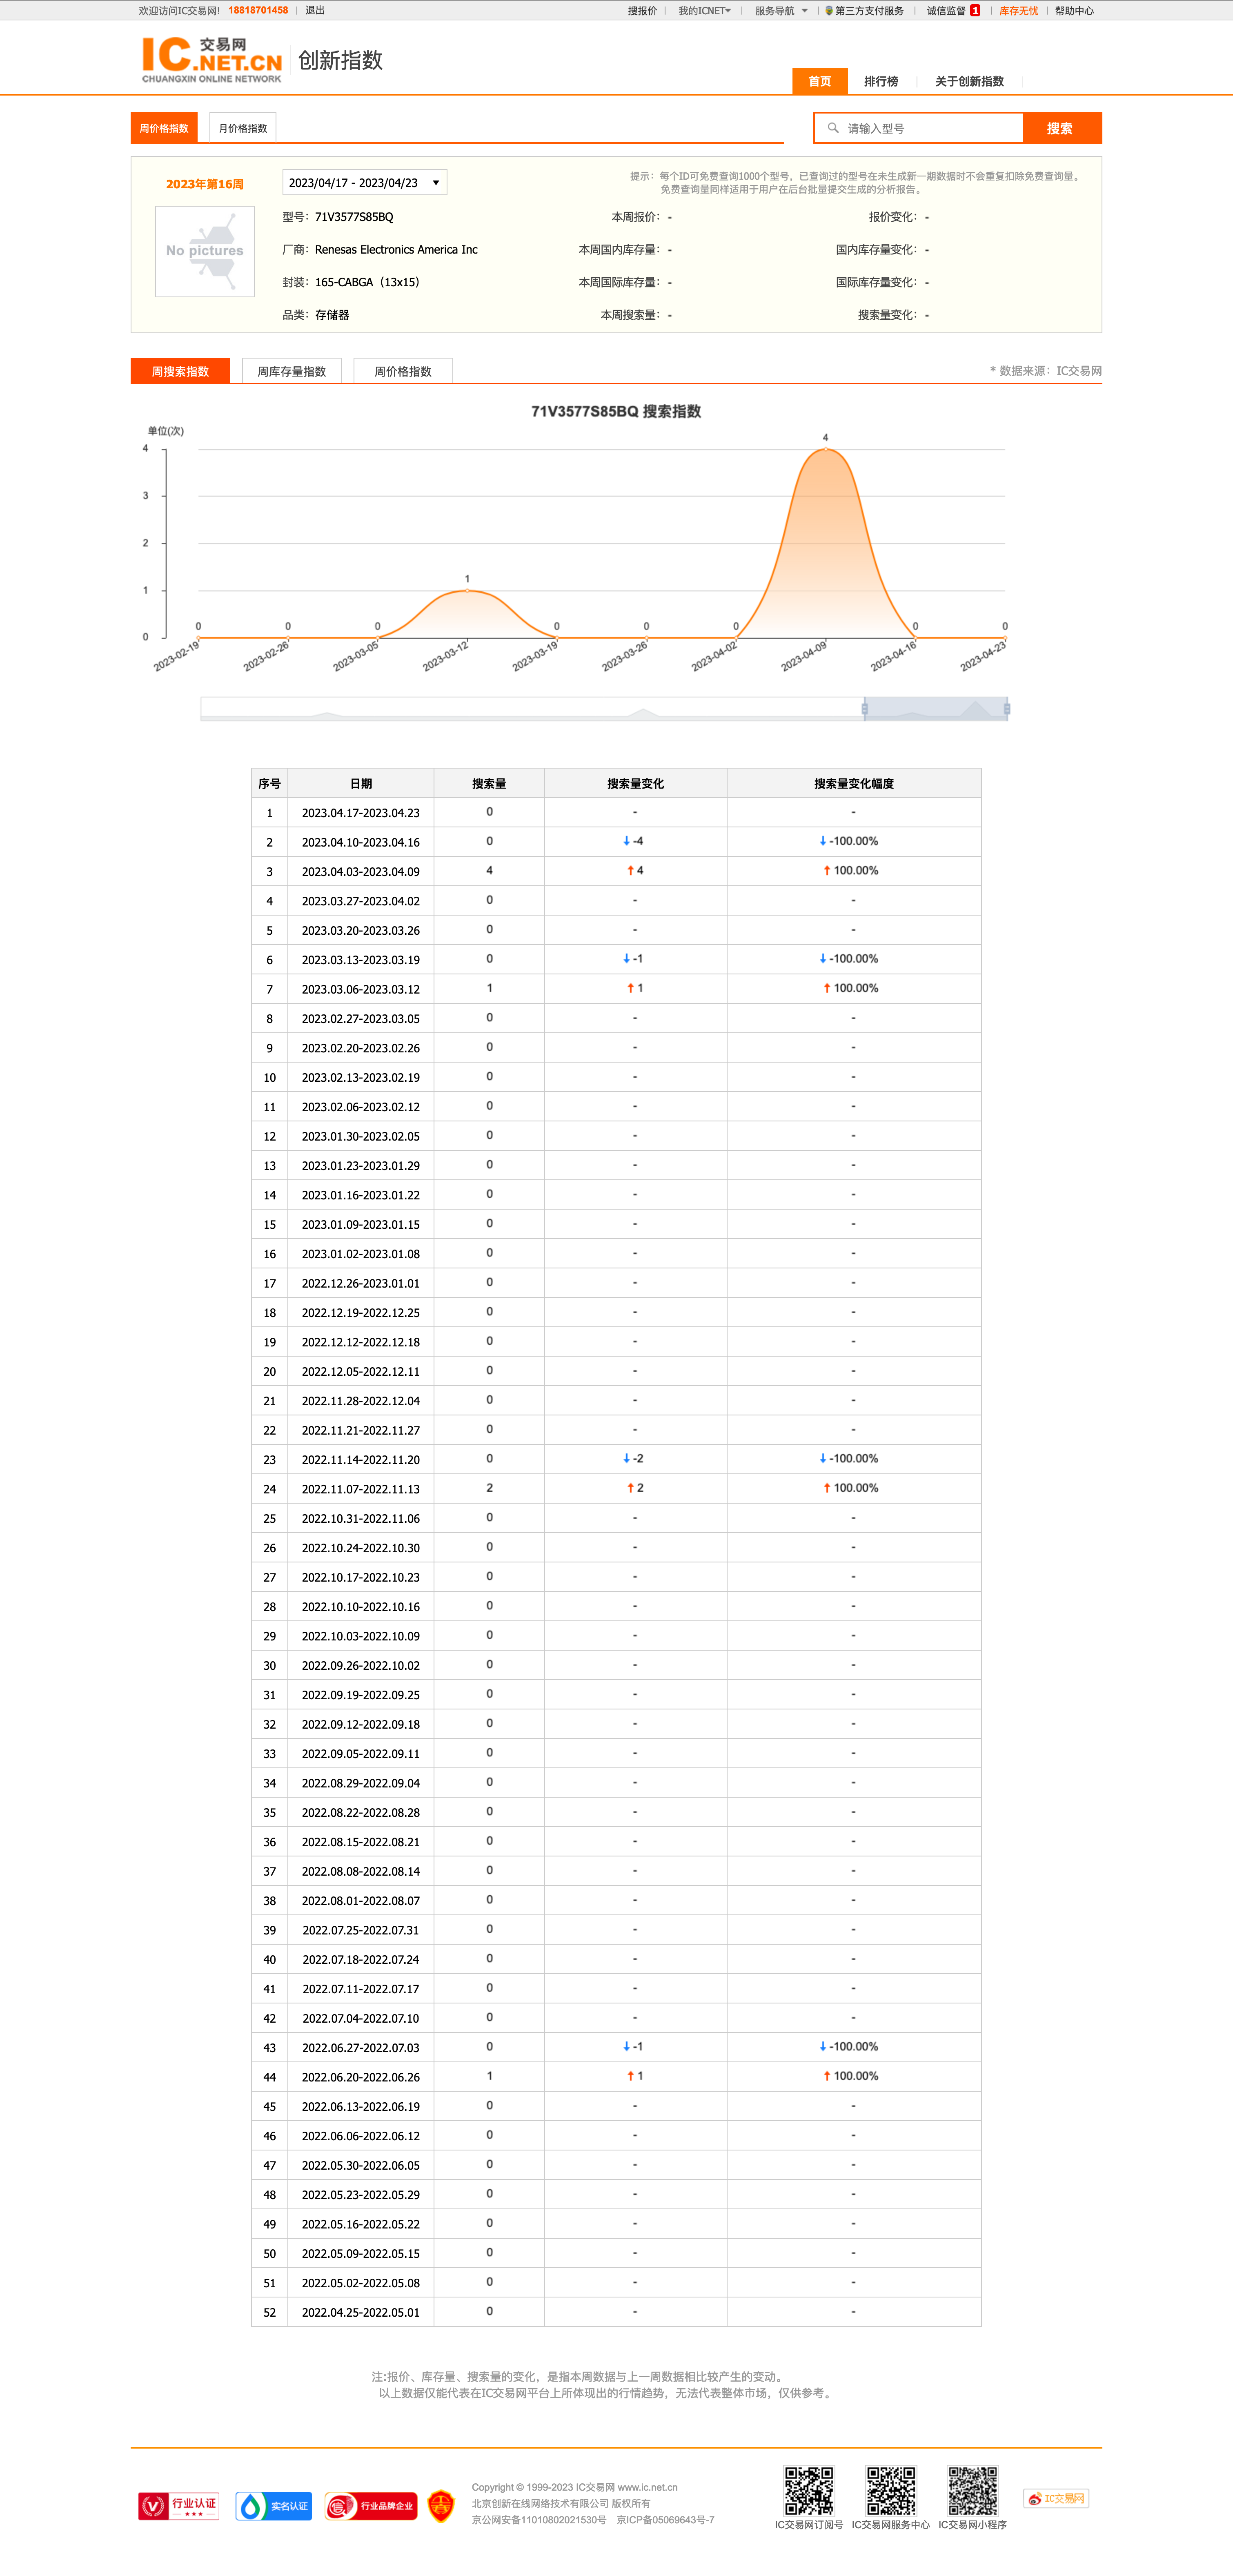 欢迎访问IC交易网! 18818701458 | 退出 搜报价 | 我的ICNET | 服务导航 | 第三方支付服务 | 诚信监督 1 | 库存无忧 | 帮助中心
IC 交易网
.NET.CN
CHUANGXIN ONLINE NETWORK
创新指数
首页 排行榜 关于创新指数
周价格指数 月价格指数 请输入型号 搜索
2023年第16周 2023/04/17 - 2023/04/23 提示：每个ID可免费查询1000个型号，已查询过的型号在未生成新一期数据时不会重复扣除免费查询量。
免费查询量同样适用于用户在后台批量提交生成的分析报告。
No pictures
型号：71V3577S85BQ 本周报价：- 报价变化：-
厂商：Renesas Electronics America Inc 本周国内库存量：- 国内库存量变化：-
封装：165-CABGA（13x15） 本周国际库存量：- 国际库存量变化：-
品类：存储器 本周搜索量：- 搜索量变化：-
周搜索指数 周库存量指数 周价格指数 * 数据来源：IC交易网
71V3577S85BQ 搜索指数
单位(次)
4
3
2
1
0
0 0 0 1 0 0 0 4 0 0
2023-02-19 2023-02-26 2023-03-05 2023-03-12 2023-03-19 2023-03-26 2023-04-02 2023-04-09 2023-04-16 2023-04-23
序号 日期 搜索量 搜索量变化 搜索量变化幅度
1 2023.04.17-2023.04.23 0 - -
2 2023.04.10-2023.04.16 0 ↓ -4 ↓ -100.00%
3 2023.04.03-2023.04.09 4 ↑ 4 ↑ 100.00%
4 2023.03.27-2023.04.02 0 - -
5 2023.03.20-2023.03.26 0 - -
6 2023.03.13-2023.03.19 0 ↓ -1 ↓ -100.00%
7 2023.03.06-2023.03.12 1 ↑ 1 ↑ 100.00%
8 2023.02.27-2023.03.05 0 - -
9 2023.02.20-2023.02.26 0 - -
10 2023.02.13-2023.02.19 0 - -
11 2023.02.06-2023.02.12 0 - -
12 2023.01.30-2023.02.05 0 - -
13 2023.01.23-2023.01.29 0 - -
14 2023.01.16-2023.01.22 0 - -
15 2023.01.09-2023.01.15 0 - -
16 2023.01.02-2023.01.08 0 - -
17 2022.12.26-2023.01.01 0 - -
18 2022.12.19-2022.12.25 0 - -
19 2022.12.12-2022.12.18 0 - -
20 2022.12.05-2022.12.11 0 - -
21 2022.11.28-2022.12.04 0 - -
22 2022.11.21-2022.11.27 0 - -
23 2022.11.14-2022.11.20 0 ↓ -2 ↓ -100.00%
24 2022.11.07-2022.11.13 2 ↑ 2 ↑ 100.00%
25 2022.10.31-2022.11.06 0 - -
26 2022.10.24-2022.10.30 0 - -
27 2022.10.17-2022.10.23 0 - -
28 2022.10.10-2022.10.16 0 - -
29 2022.10.03-2022.10.09 0 - -
30 2022.09.26-2022.10.02 0 - -
31 2022.09.19-2022.09.25 0 - -
32 2022.09.12-2022.09.18 0 - -
33 2022.09.05-2022.09.11 0 - -
34 2022.08.29-2022.09.04 0 - -
35 2022.08.22-2022.08.28 0 - -
36 2022.08.15-2022.08.21 0 - -
37 2022.08.08-2022.08.14 0 - -
38 2022.08.01-2022.08.07 0 - -
39 2022.07.25-2022.07.31 0 - -
40 2022.07.18-2022.07.24 0 - -
41 2022.07.11-2022.07.17 0 - -
42 2022.07.04-2022.07.10 0 - -
43 2022.06.27-2022.07.03 0 ↓ -1 ↓ -100.00%
44 2022.06.20-2022.06.26 1 ↑ 1 ↑ 100.00%
45 2022.06.13-2022.06.19 0 - -
46 2022.06.06-2022.06.12 0 - -
47 2022.05.30-2022.06.05 0 - -
48 2022.05.23-2022.05.29 0 - -
49 2022.05.16-2022.05.22 0 - -
50 2022.05.09-2022.05.15 0 - -
51 2022.05.02-2022.05.08 0 - -
52 2022.04.25-2022.05.01 0 - -
注:报价、库存量、搜索量的变化，是指本周数据与上一周数据相比较产生的变动。
以上数据仅能代表在IC交易网平台上所体现出的行情趋势，无法代表整体市场，仅供参考。
行业认证 实名认证 行业品牌企业
Copyright © 1999-2023 IC交易网 www.ic.net.cn
北京创新在线网络技术有限公司 版权所有
京公网安备11010802021530号 京ICP备05069643号-7
IC交易网订阅号 IC交易网服务中心 IC交易网小程序
IC交易网